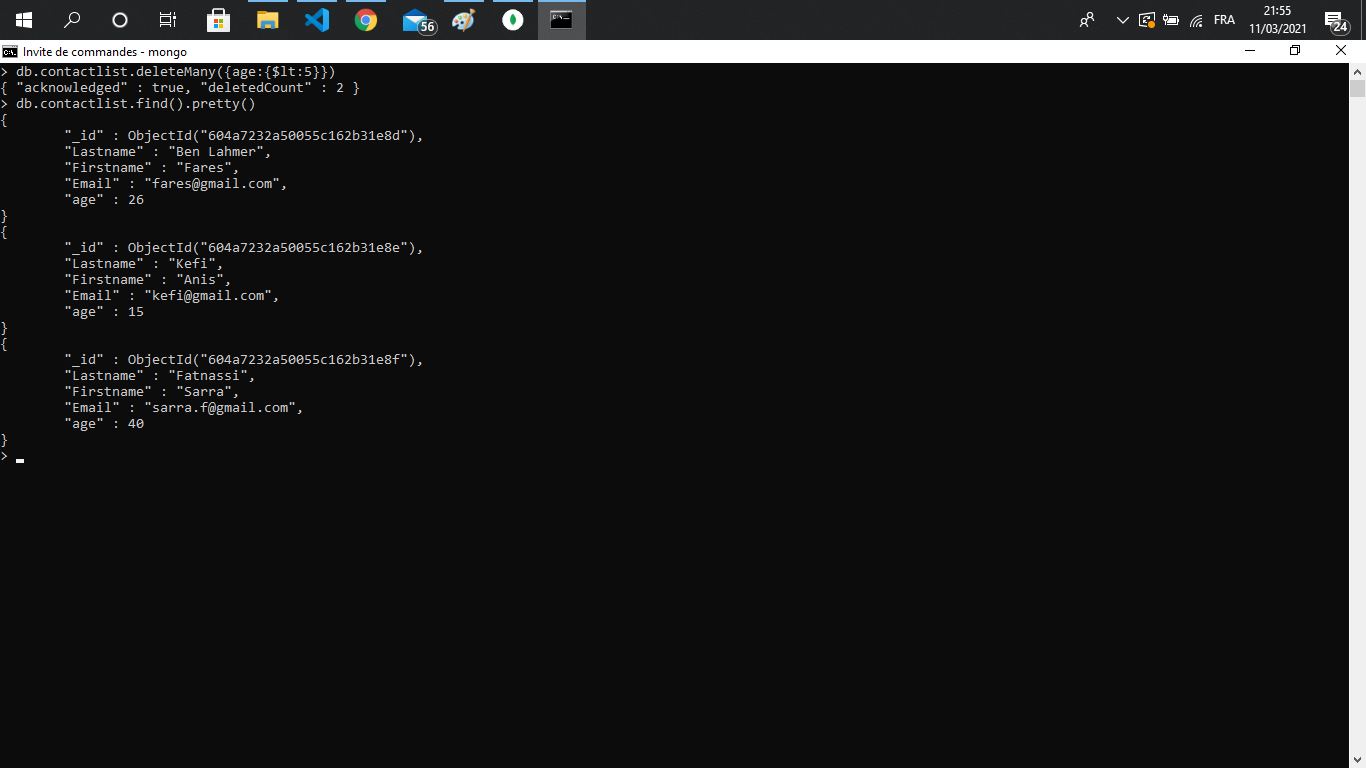 56
FRA
21:55
11/03/2021
24
Invite de commandes - mongo
> db.contactlist.deleteMany({age:{$lt:5}})
{ "acknowledged" : true, "deletedCount" : 2 }
> db.contactlist.find().pretty()
{
        "_id" : ObjectId("604a7232a50055c162b31e8d"),
        "Lastname" : "Ben Lahmer",
        "Firstname" : "Fares",
        "Email" : "fares@gmail.com",
        "age" : 26
}
{
        "_id" : ObjectId("604a7232a50055c162b31e8e"),
        "Lastname" : "Kefi",
        "Firstname" : "Anis",
        "Email" : "kefi@gmail.com",
        "age" : 15
}
{
        "_id" : ObjectId("604a7232a50055c162b31e8f"),
        "Lastname" : "Fatnassi",
        "Firstname" : "Sarra",
        "Email" : "sarra.f@gmail.com",
        "age" : 40
}
>